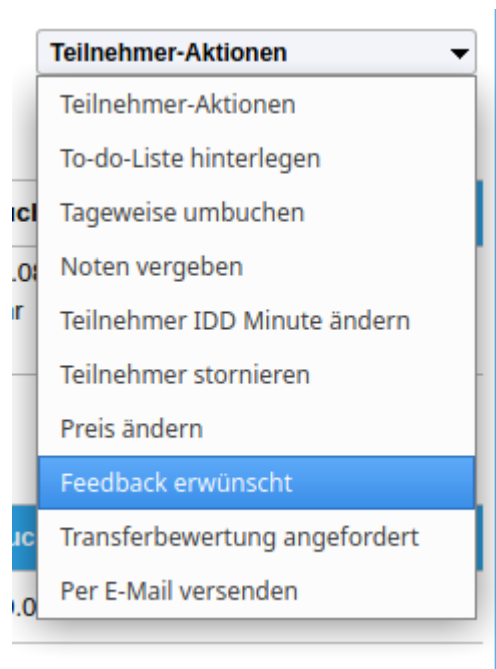 Teilnehmer-Aktionen
Teilnehmer-Aktionen
To-do-Liste hinterlegen
Tageweise umbuchen
Noten vergeben
Teilnehmer IDD Minute ändern
Teilnehmer stornieren
Preis ändern
Feedback erwünscht
Transferbewertung angefordert
Per E-Mail versenden